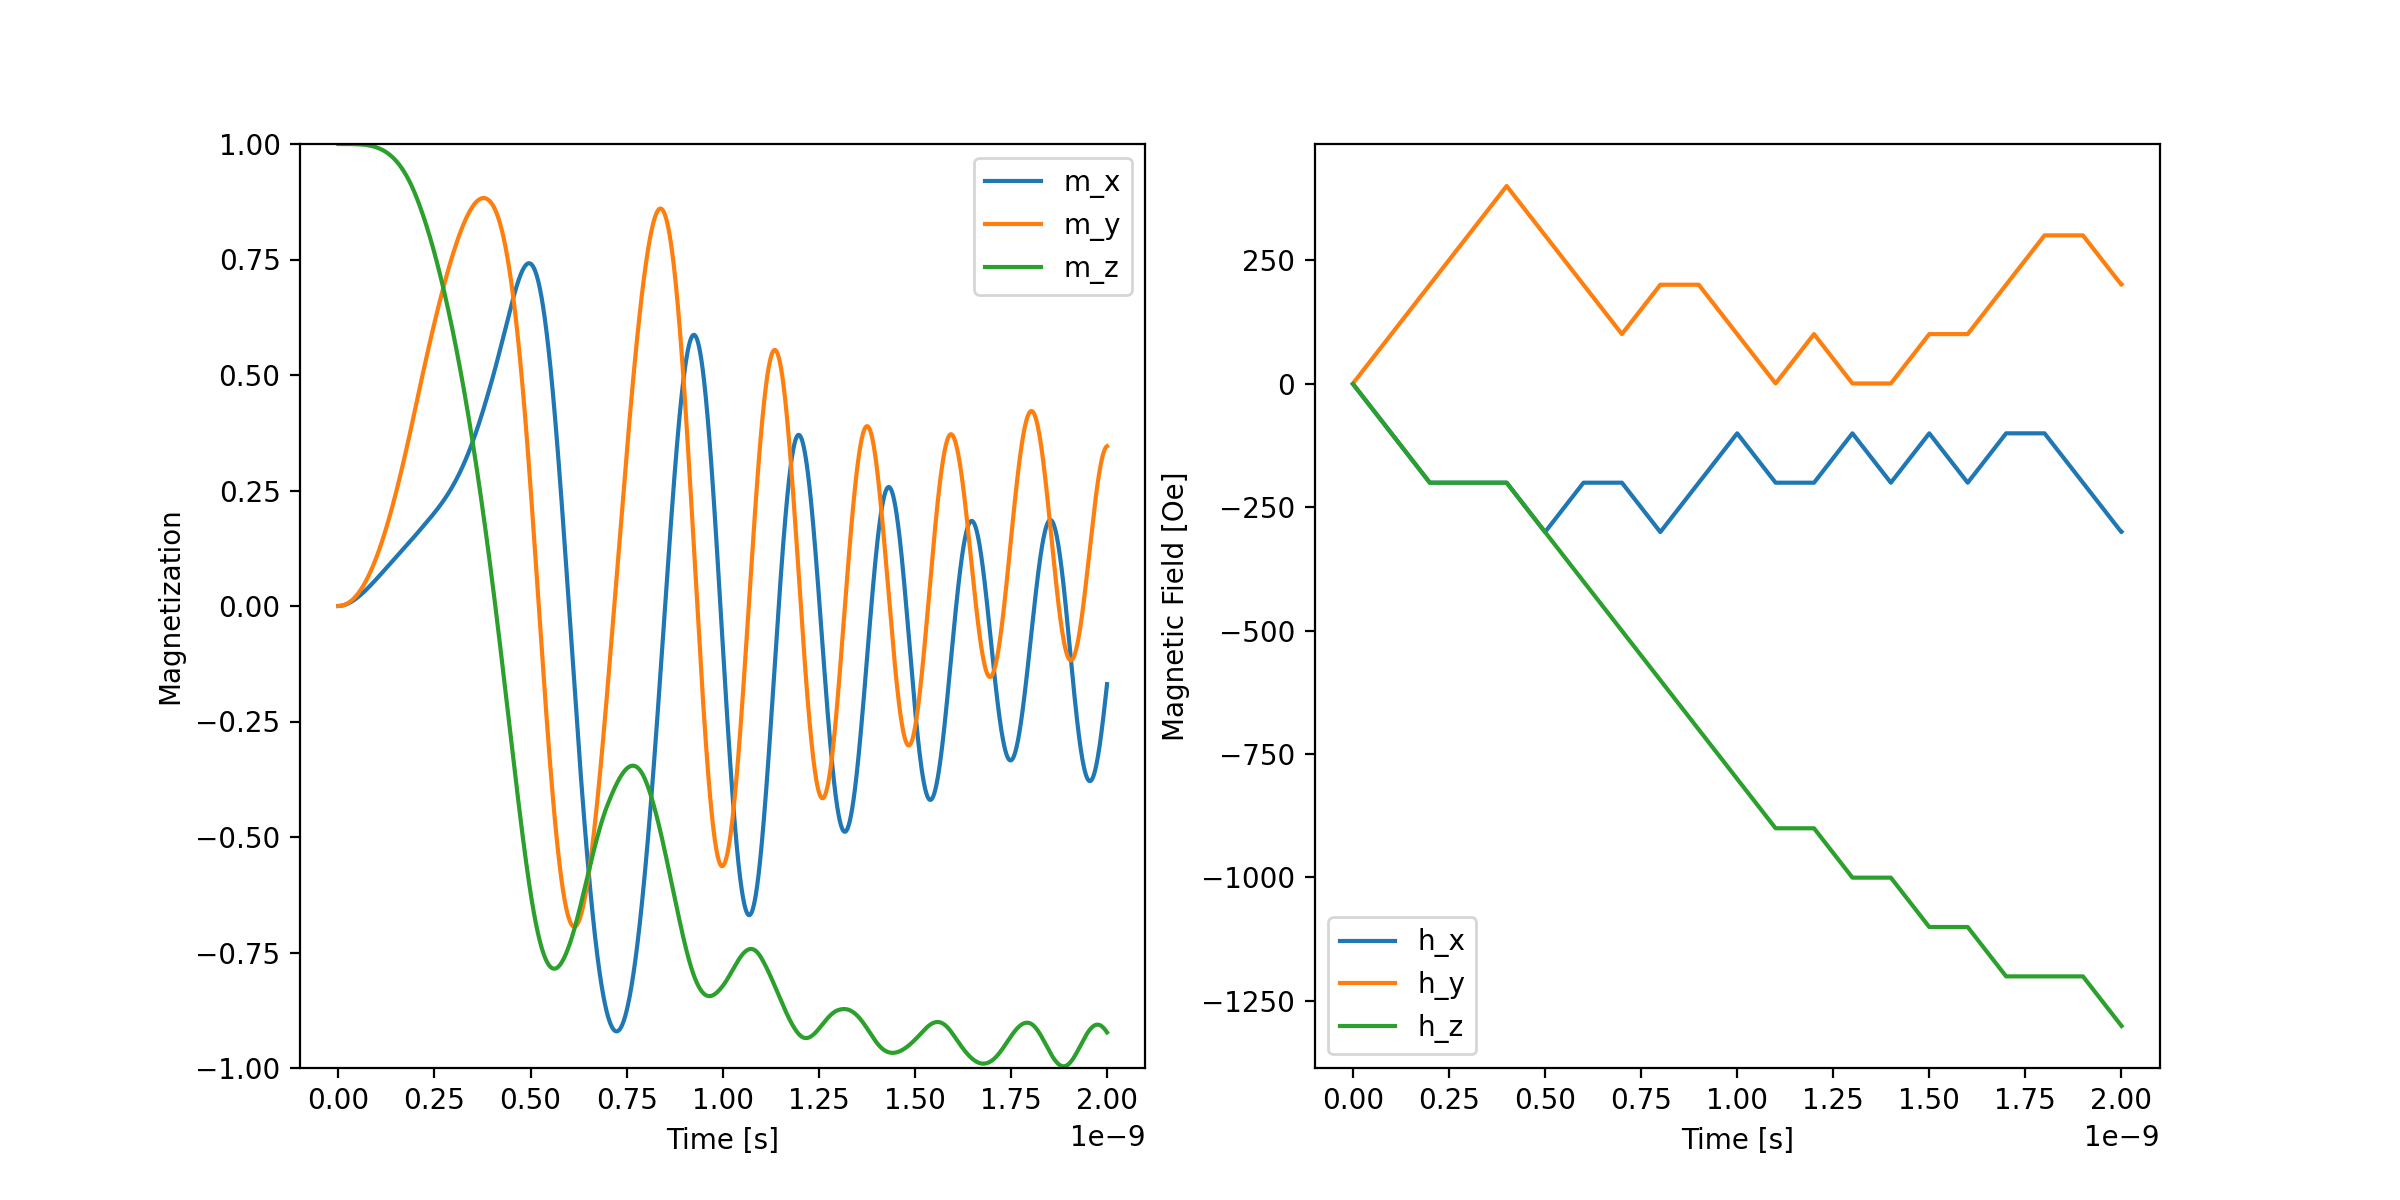 Magnetization
1.00
0.75
0.50
0.25
0.00
−0.25
−0.50
−0.75
−1.00
m_x
m_y
m_z
0.00 0.25 0.50 0.75 1.00 1.25 1.50 1.75 2.00
Time [s]
1e−9
Magnetic Field [Oe]
250
0
−250
−500
−750
−1000
−1250
h_x
h_y
h_z
0.00 0.25 0.50 0.75 1.00 1.25 1.50 1.75 2.00
Time [s]
1e−9